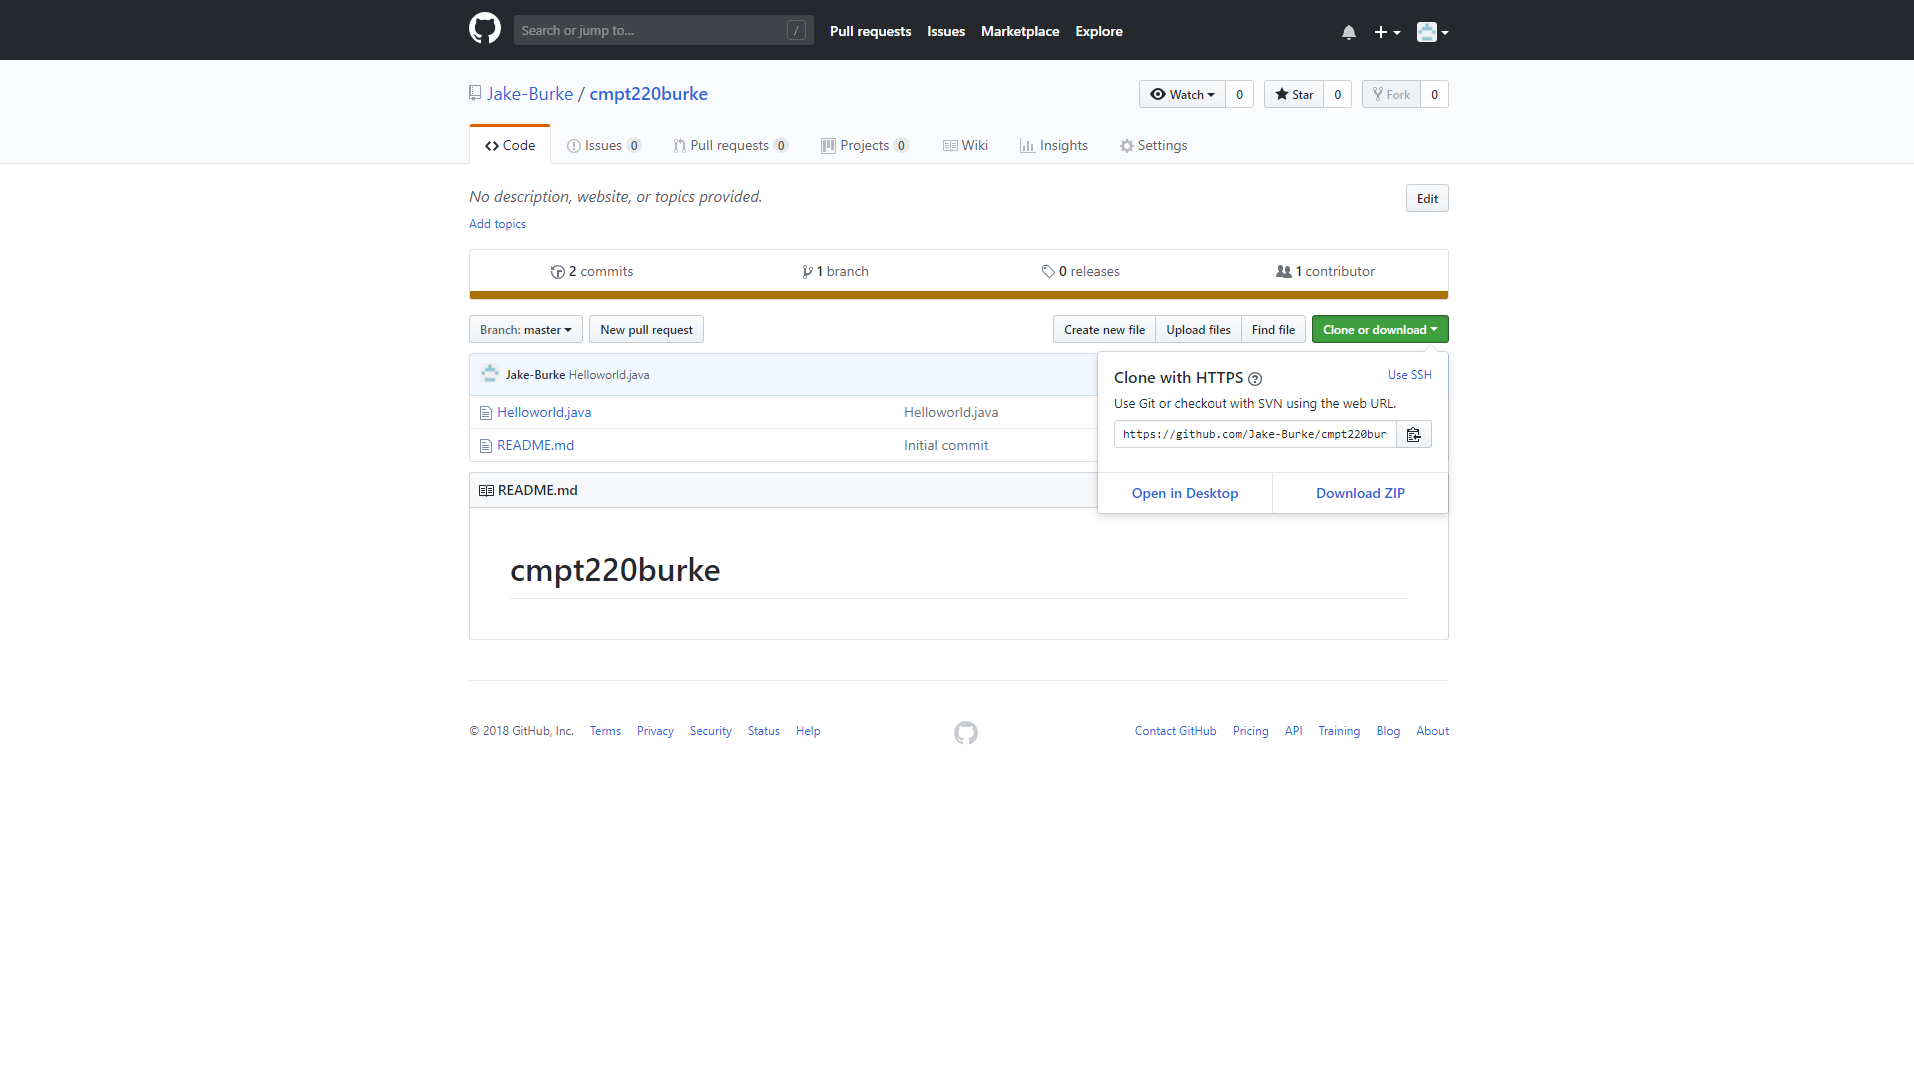 Search or jump to... /
Pull requests Issues Marketplace Explore
Jake-Burke / cmpt220burke
Watch 0 Star 0 Fork 0
Code Issues 0 Pull requests 0 Projects 0 Wiki Insights Settings
No description, website, or topics provided.
Edit
Add topics
2 commits 1 branch 0 releases 1 contributor
Branch: master New pull request Create new file Upload files Find file Clone or download
Jake-Burke Helloworld.java
Helloworld.java Helloworld.java
README.md Initial commit
Clone with HTTPS ? Use SSH
Use Git or checkout with SVN using the web URL.
https://github.com/Jake-Burke/cmpt220bur
Open in Desktop Download ZIP
README.md
cmpt220burke
© 2018 GitHub, Inc. Terms Privacy Security Status Help Contact GitHub Pricing API Training Blog About